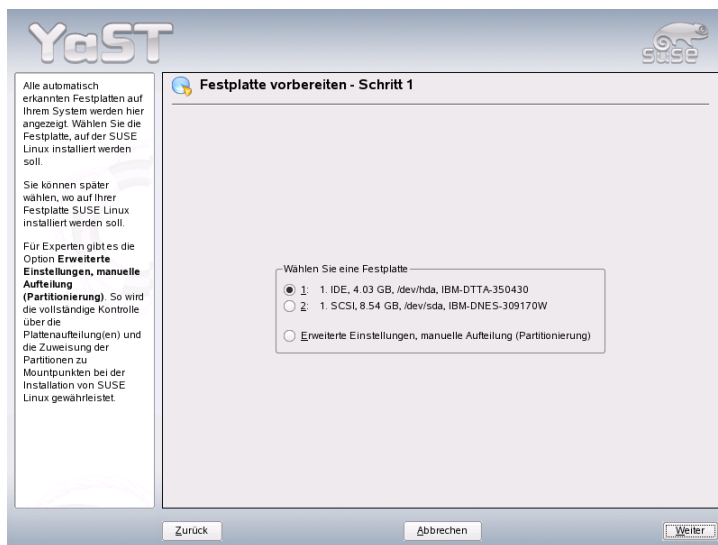 YaST
SUSE
Alle automatisch
erkannten Festplatten auf
Ihrem System werden hier
angezeigt. Wählen Sie die
Festplatte, auf der SUSE
Linux installiert werden
soll.
Sie können später
wählen, wo auf Ihrer
Festplatte SUSE Linux
installiert werden soll.
Für Experten gibt es die
Option Erweiterte
Einstellungen, manuelle
Aufteilung
(Partitionierung). So wird
die vollständige Kontrolle
über die
Plattenaufteilung(en) und
die Zuweisung der
Partitionen zu
Mountpunkten bei der
Installation von SUSE
Linux gewährleistet.
Festplatte vorbereiten - Schritt 1
Wählen Sie eine Festplatte
1: 1. IDE, 4.03 GB, /dev/hda, IBM-DTTA-350430
2: 1. SCSI, 8.54 GB, /dev/sda, IBM-DNES-309170W
Erweiterte Einstellungen, manuelle Aufteilung (Partitionierung)
Zurück
Abbrechen
Weiter